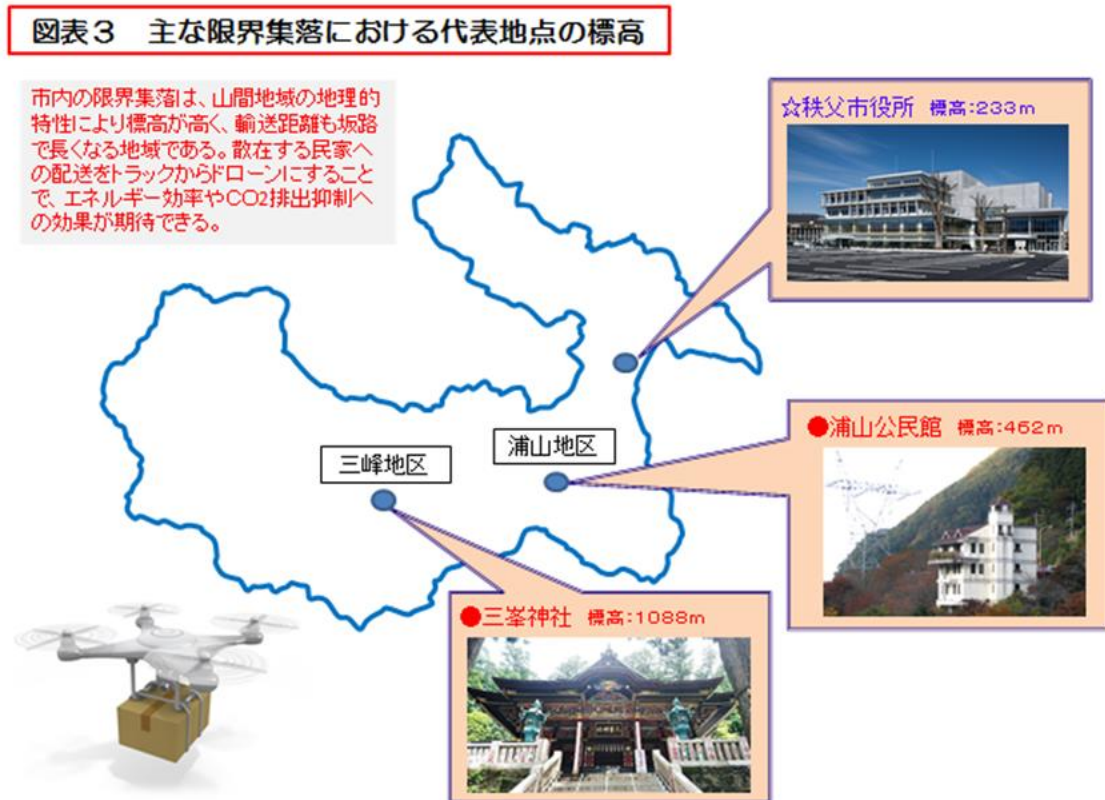 図表３　主な限界集落における代表地点の標高
市内の限界集落は、山間地域の地理的
特性により標高が高く、輸送距離も坂路
で長くなる地域である。散在する民家へ
の配送をトラックからドローンにすること
で、エネルギー効率やCO2排出抑制へ
の効果が期待できる。
☆秩父市役所 標高:233m
●浦山公民館 標高:462m
浦山地区
三峰地区
●三峯神社 標高:1088m